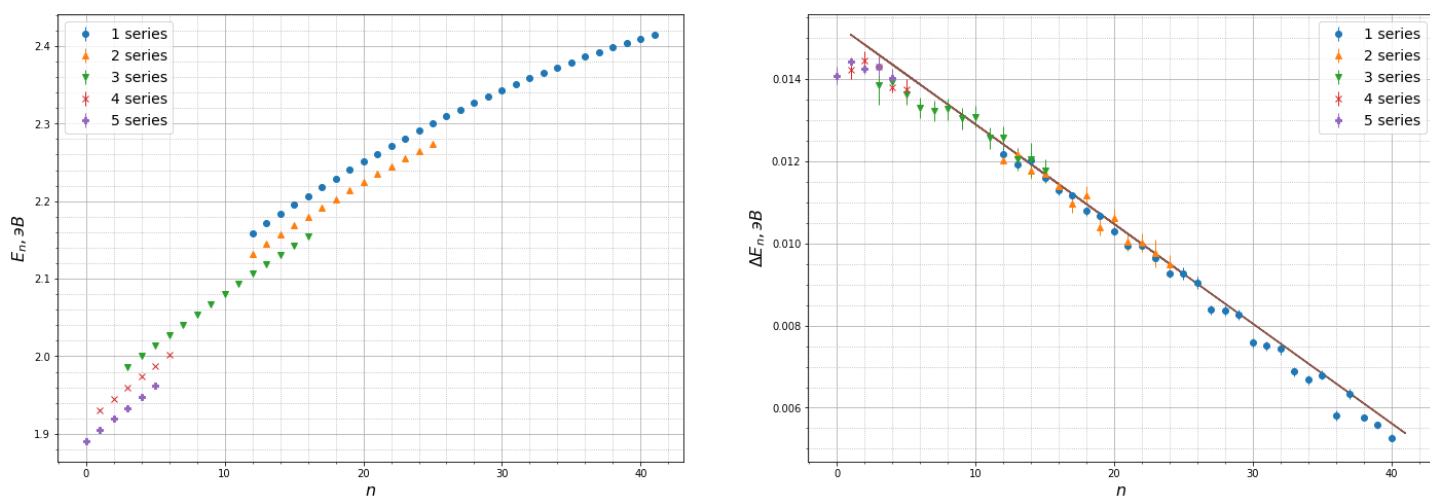 2.4
2.3
2.2
2.1
2.0
1.9
E_n, эВ
0
10
20
30
40
n
1 series
2 series
3 series
4 series
5 series
0.014
0.012
0.010
0.008
0.006
ΔE_n, эВ
0
10
20
30
40
n
1 series
2 series
3 series
4 series
5 series